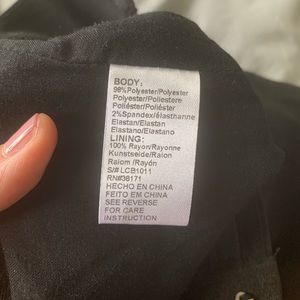 BODY:
98%Polyester/Polyester
Polyester/Poliestere
Poliéster/Poliéster
2%Spandex/élasthanne
Elastan/Elastan
Elastano/Elastano
LINING:
100% Rayon/Rayonne
Kunstseide/Raion
Raiom /Rayón
S/# LCB1011
RN#38171
HECHO EN CHINA
FEITO EM CHINA
SEE REVERSE
FOR CARE
INSTRUCTION